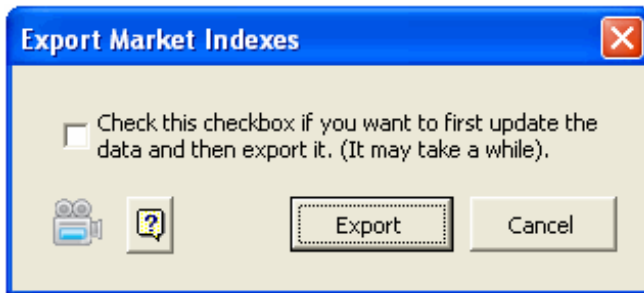 Export Market Indexes
Check this checkbox if you want to first update the
data and then export it. (It may take a while).
?
Export
Cancel